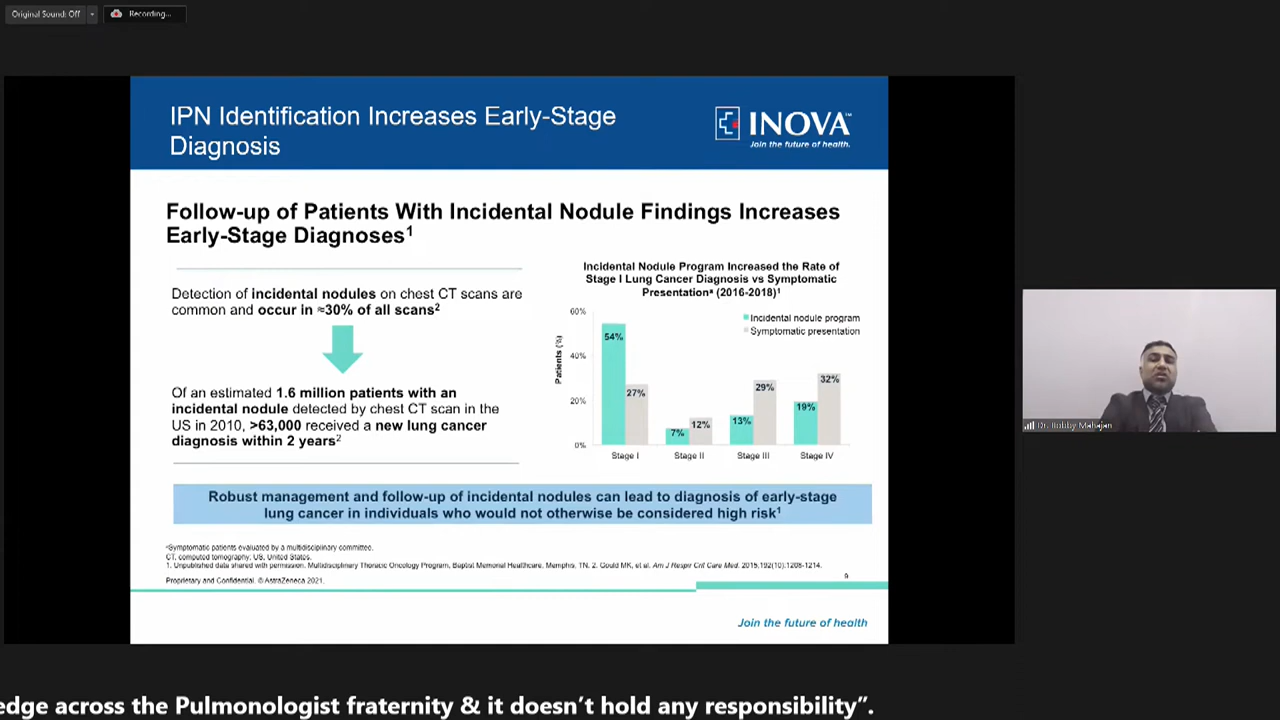 Original Sound: Off
Recording...
IPN Identification Increases Early-Stage
Diagnosis
INOVA™
Join the future of health.
Follow-up of Patients With Incidental Nodule Findings Increases
Early-Stage Diagnoses¹
Detection of incidental nodules on chest CT scans are
common and occur in ≈30% of all scans²
Of an estimated 1.6 million patients with an
incidental nodule detected by chest CT scan in the
US in 2010, >63,000 received a new lung cancer
diagnosis within 2 years²
Incidental Nodule Program Increased the Rate of
Stage I Lung Cancer Diagnosis vs Symptomatic
Presentationᵃ (2016-2018)¹
Incidental nodule program
Symptomatic presentation
Patients (%)
60%
40%
20%
0%
54%
27%
7%
12%
13%
29%
19%
32%
Stage I
Stage II
Stage III
Stage IV
Robust management and follow-up of incidental nodules can lead to diagnosis of early-stage
lung cancer in individuals who would not otherwise be considered high risk¹
ᵃSymptomatic patients evaluated by a multidisciplinary committee.
CT, computed tomography; US, United States.
1. Unpublished data shared with permission. Multidisciplinary Thoracic Oncology Program, Baptist Memorial Healthcare, Memphis, TN. 2. Gould MK, et al. Am J Respir Crit Care Med. 2015;192(10):1208-1214.
Proprietary and Confidential. © AstraZeneca 2021.
9
Join the future of health
Dr. Bobby Mahajan
edge across the Pulmonologist fraternity & it doesn't hold any responsibility".